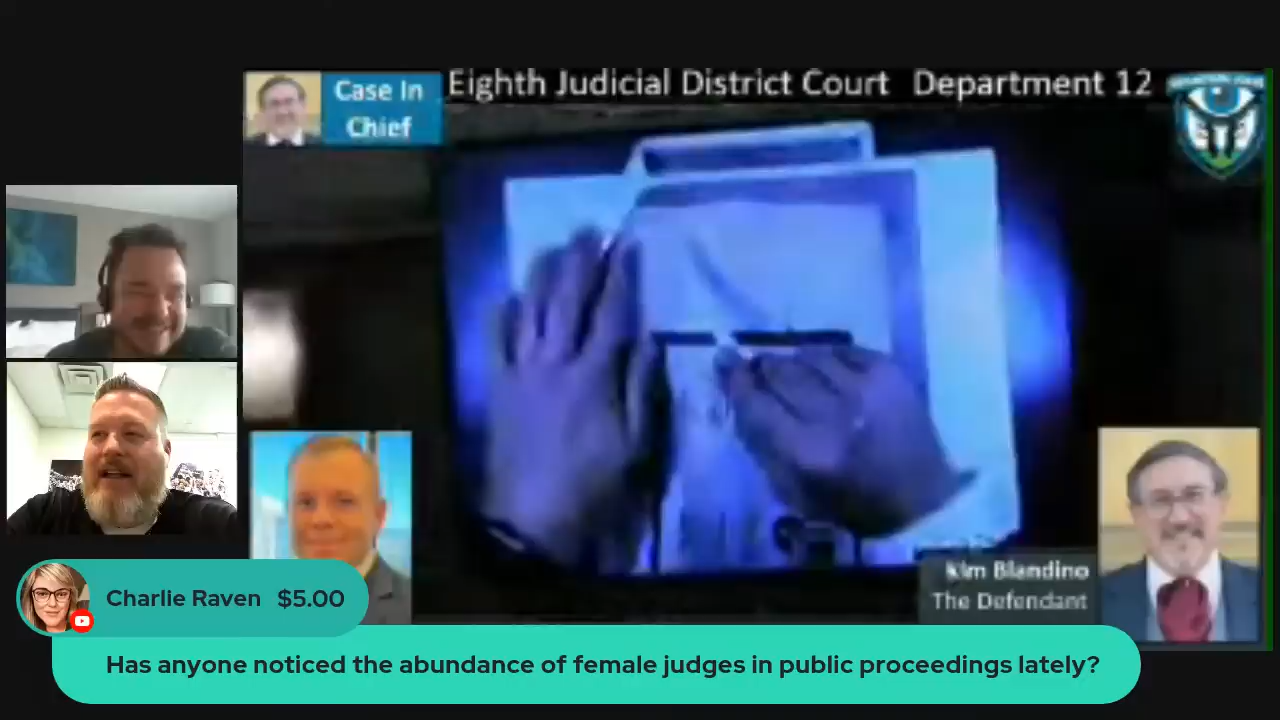 Case In
Chief
Eighth Judicial District Court Department 12
Kim Blandino
The Defendant
Charlie Raven $5.00
Has anyone noticed the abundance of female judges in public proceedings lately?